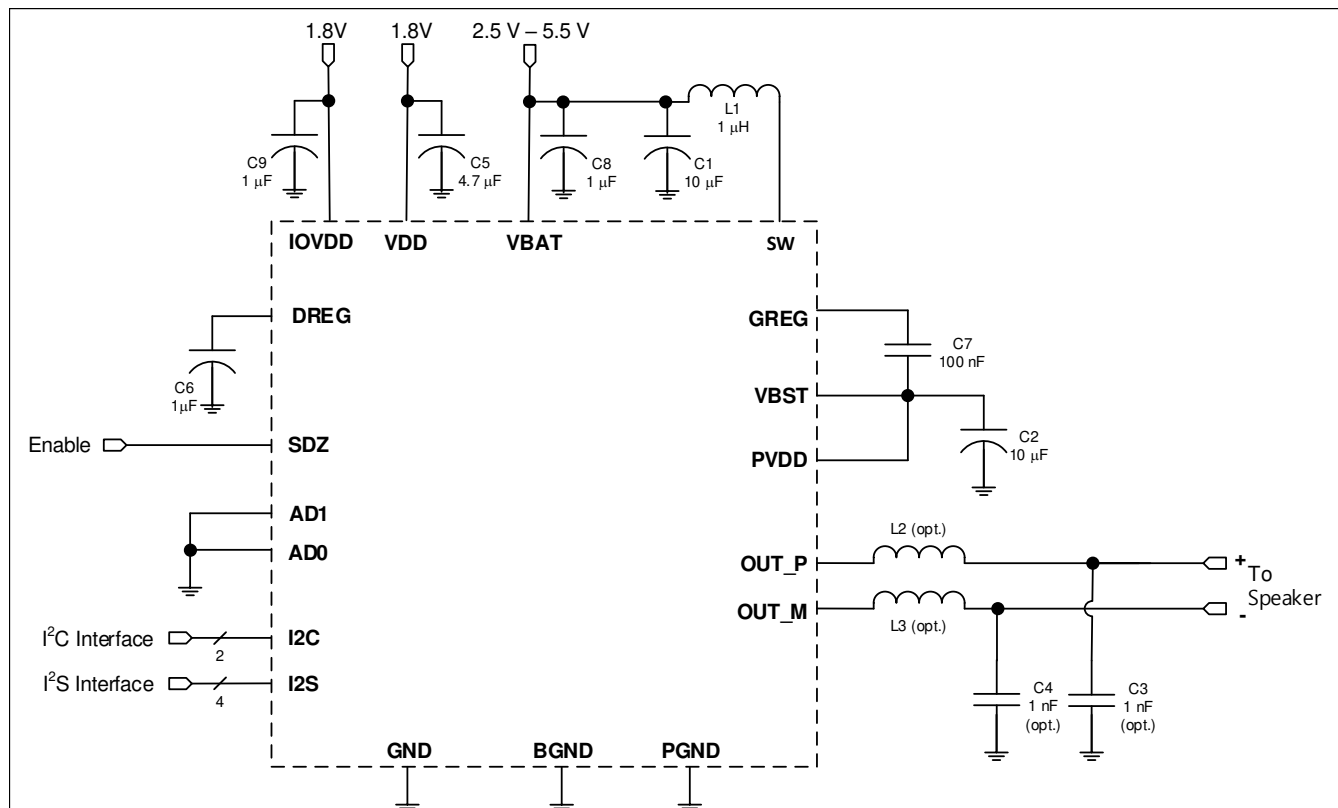 1.8V
1.8V
2.5 V – 5.5 V
L1
1 μH
C9
1 μF
C5
4.7 μF
C8
1 μF
C1
10 μF
IOVDD
VDD
VBAT
SW
DREG
GREG
C7
100 nF
C6
1μF
VBST
C2
10 μF
Enable
SDZ
PVDD
AD1
AD0
L2 (opt.)
OUT_P
+
To
Speaker
-
OUT_M
L3 (opt.)
I²C Interface
2
I2C
I²S Interface
4
I2S
C4
1 nF
(opt.)
C3
1 nF
(opt.)
GND
BGND
PGND